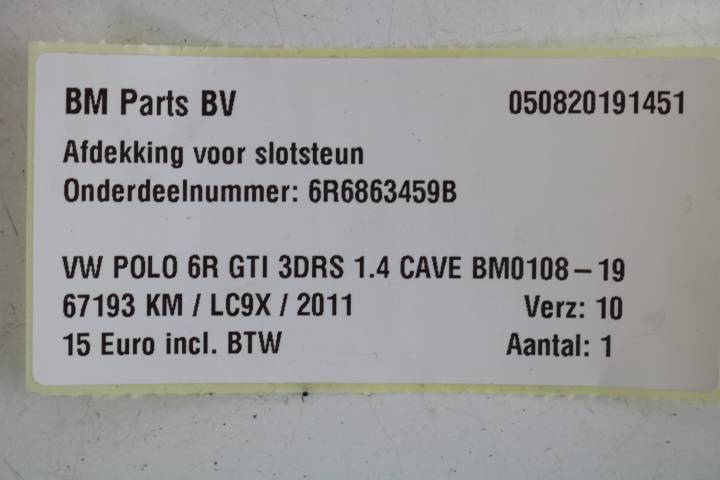 BM Parts BV 050820191451
Afdekking voor slotsteun
Onderdeelnummer: 6R6863459B
VW POLO 6R GTI 3DRS 1.4 CAVE BM0108-19
67193 KM / LC9X / 2011 Verz: 10
15 Euro incl. BTW Aantal: 1